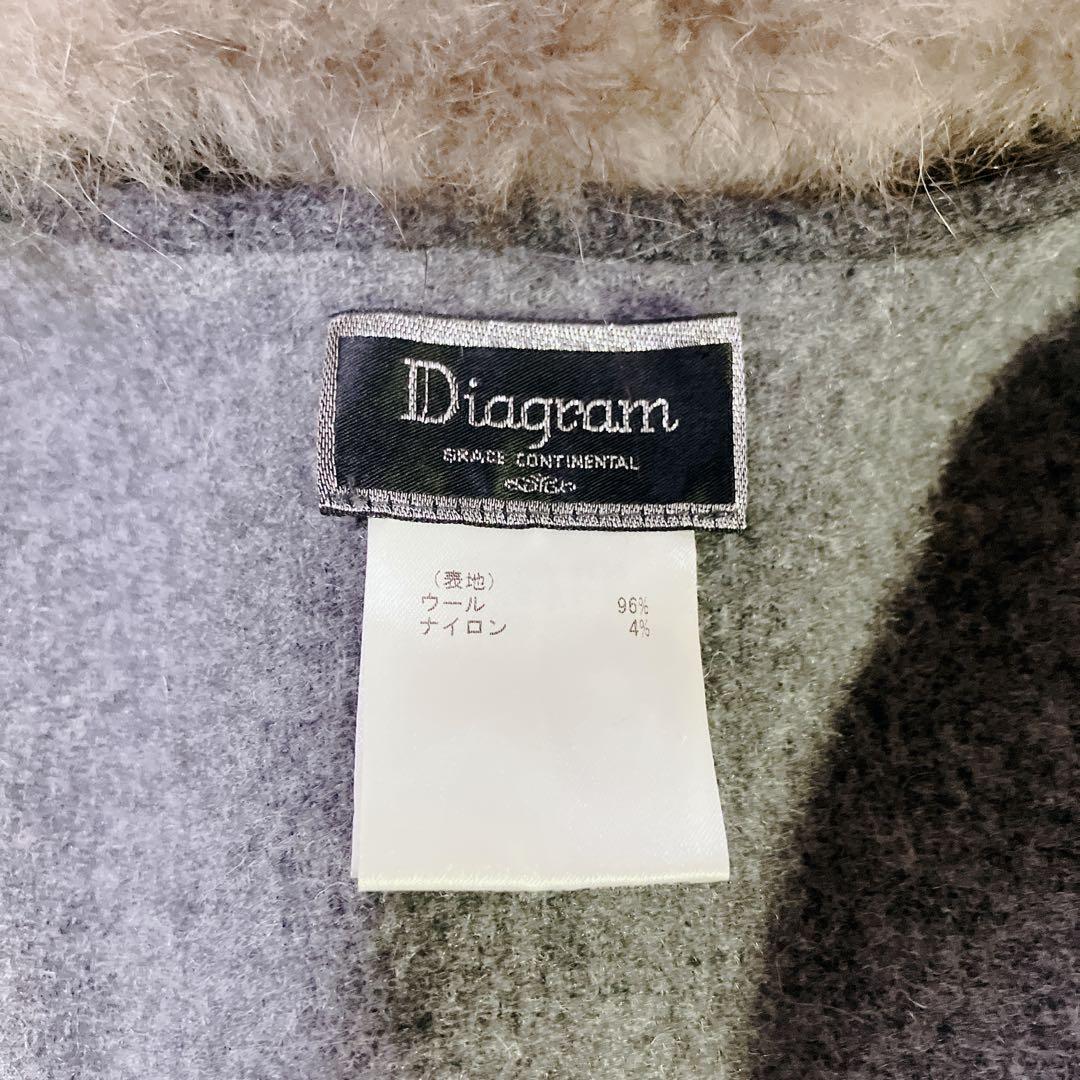 Diagram
GRACE CONTINENTAL
(表地)
ウール 96%
ナイロン 4%